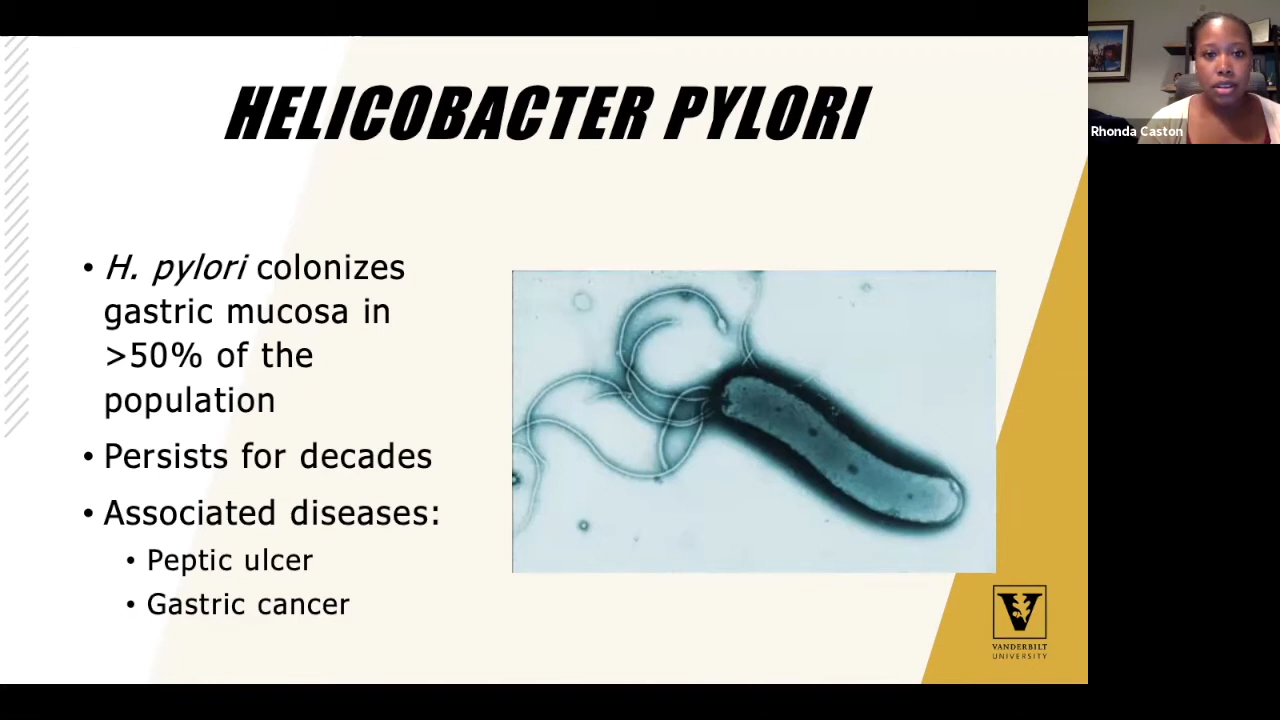 HELICOBACTER PYLORI
• H. pylori colonizes
gastric mucosa in
>50% of the
population
• Persists for decades
• Associated diseases:
• Peptic ulcer
• Gastric cancer
V
VANDERBILT
UNIVERSITY
Rhonda Caston